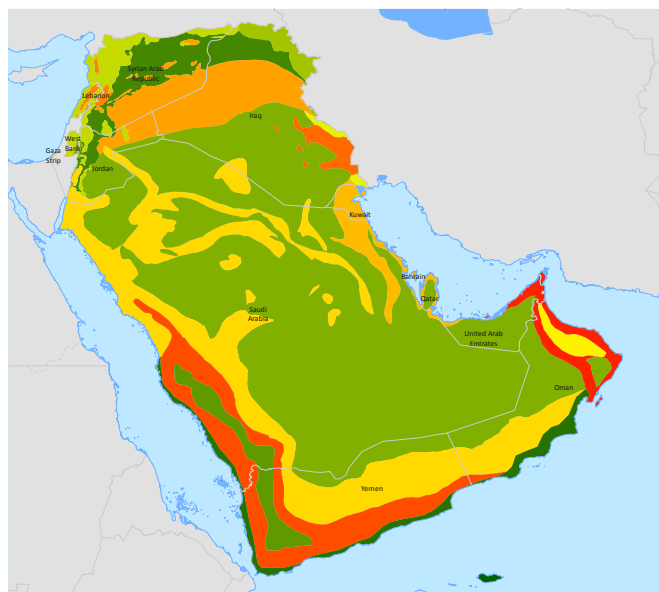 Syrian Arab
Republic
Lebanon
Iraq
West
Bank
Gaza
Strip
Jordan
Kuwait
Bahrain
Qatar
Saudi
Arabia
United Arab
Emirates
Oman
Yemen